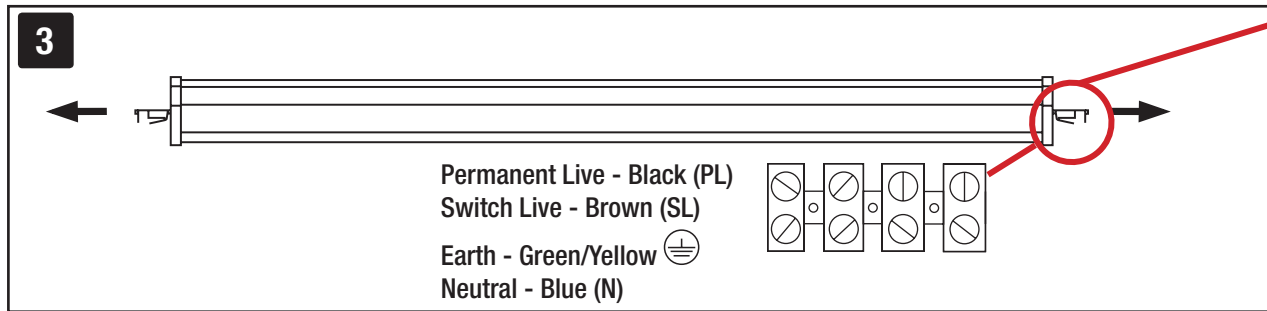 3
Permanent Live - Black (PL)
Switch Live - Brown (SL)
Earth - Green/Yellow
Neutral - Blue (N)